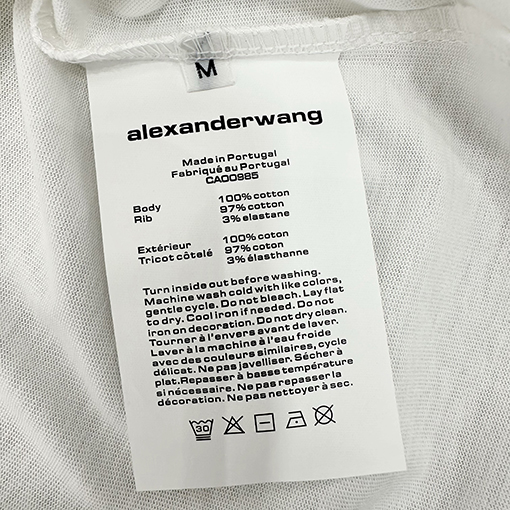 M
alexanderwang
Made in Portugal
Fabriqué au Portugal
CA00985
100% cotton
Body 97% cotton
Rib 3% elastane
100% coton
Extérieur 97% coton
Tricot côtelé 3% élasthanne
Turn inside out before washing.
Machine wash cold with like colors,
gentle cycle. Do not bleach. Lay flat
to dry. Cool iron if needed. Do not
iron on decoration. Do not dry clean.
Tourner à l'envers avant de laver.
Laver à la machine à l'eau froide
avec des couleurs similaires, cycle
délicat. Ne pas javelliser. Sécher à
plat.Repasser à basse température
si nécessaire. Ne pas repasser la
décoration. Ne pas nettoyer à sec.
30